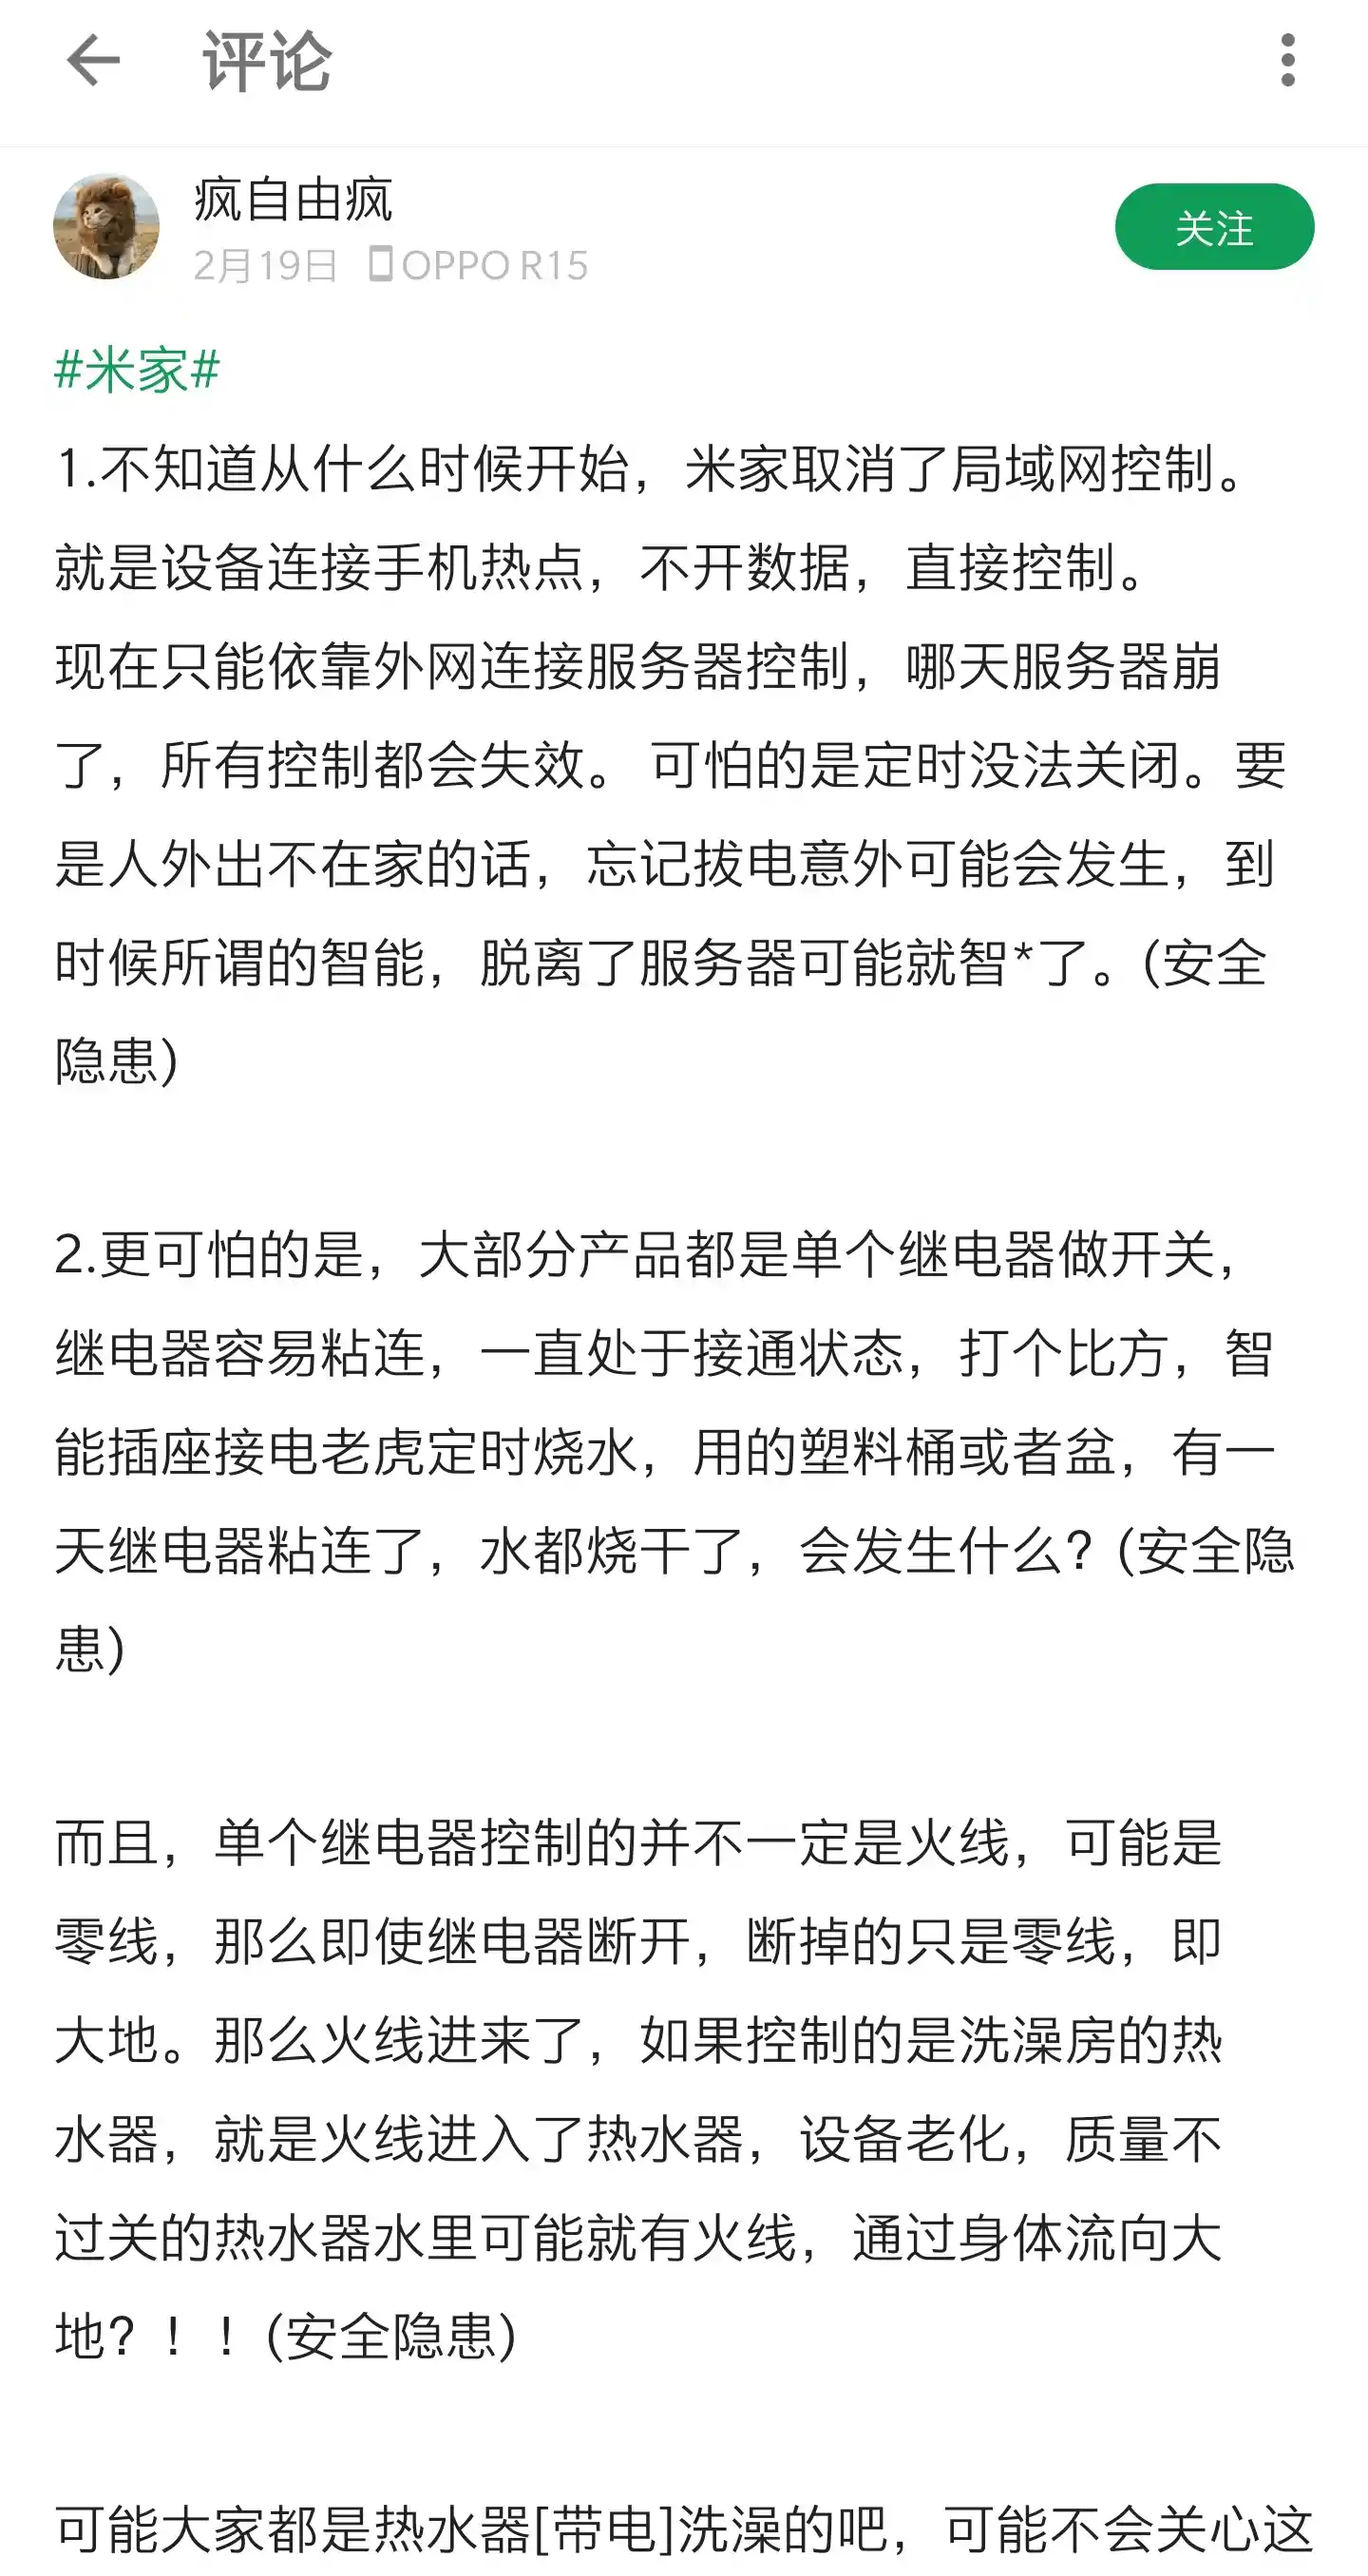 评论
疯自由疯
2月19日 OPPO R15
关注
#米家#
1.不知道从什么时候开始，米家取消了局域网控制。
就是设备连接手机热点，不开数据，直接控制。
现在只能依靠外网连接服务器控制，哪天服务器崩
了，所有控制都会失效。 可怕的是定时没法关闭。要
是人外出不在家的话，忘记拔电意外可能会发生，到
时候所谓的智能，脱离了服务器可能就智*了。(安全
隐患)
2.更可怕的是，大部分产品都是单个继电器做开关，
继电器容易粘连，一直处于接通状态，打个比方，智
能插座接电老虎定时烧水，用的塑料桶或者盆，有一
天继电器粘连了，水都烧干了，会发生什么？(安全隐
患)
而且，单个继电器控制的并不一定是火线，可能是
零线，那么即使继电器断开，断掉的只是零线，即
大地。那么火线进来了，如果控制的是洗澡房的热
水器，就是火线进入了热水器，设备老化，质量不
过关的热水器水里可能就有火线，通过身体流向大
地？！！(安全隐患)
可能大家都是热水器[带电]洗澡的吧，可能不会关心这